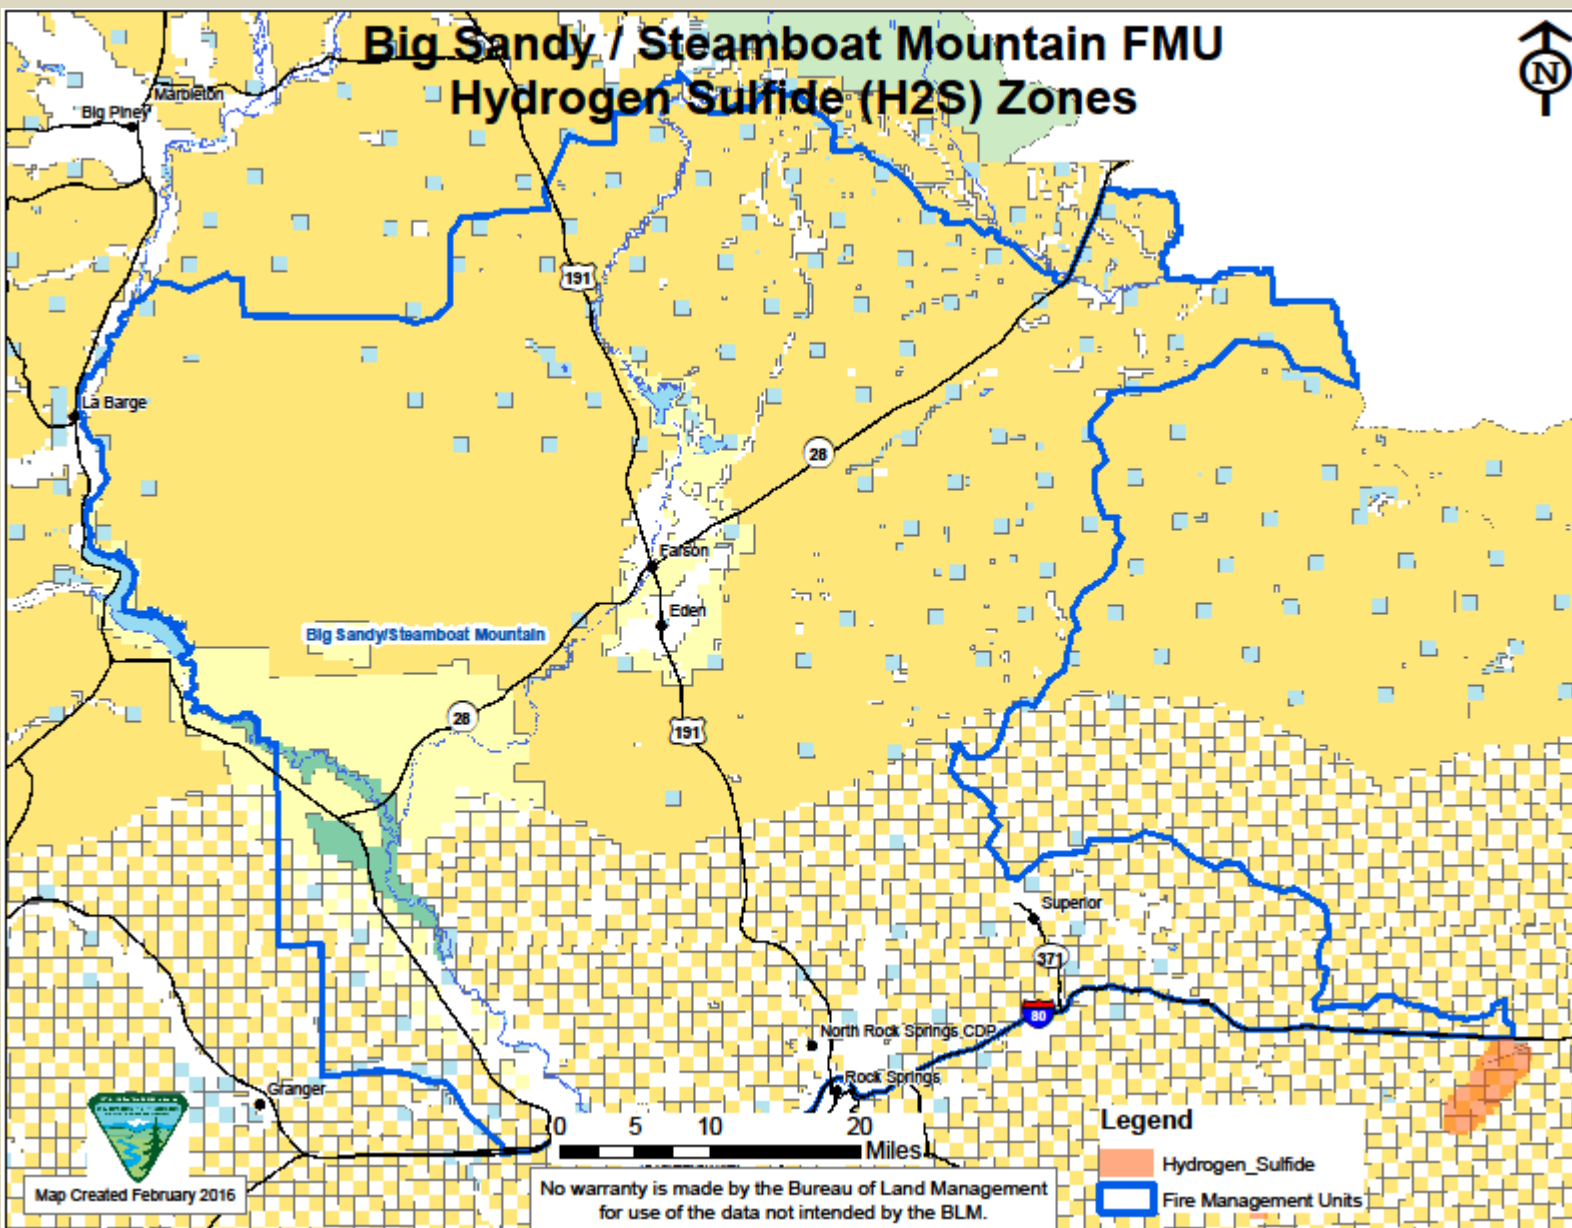 Big Sandy / Steamboat Mountain FMU
Hydrogen Sulfide (H2S) Zones
N
Marbleton
Big Piney
191
La Barge
28
Farson
Eden
Big Sandy/Steamboat Mountain
28
191
Superior
371
80
North Rock Springs CDP
Rock Springs
Granger
0 5 10 20
Miles
Legend
Hydrogen_Sulfide
Fire Management Units
Map Created February 2016
No warranty is made by the Bureau of Land Management
for use of the data not intended by the BLM.